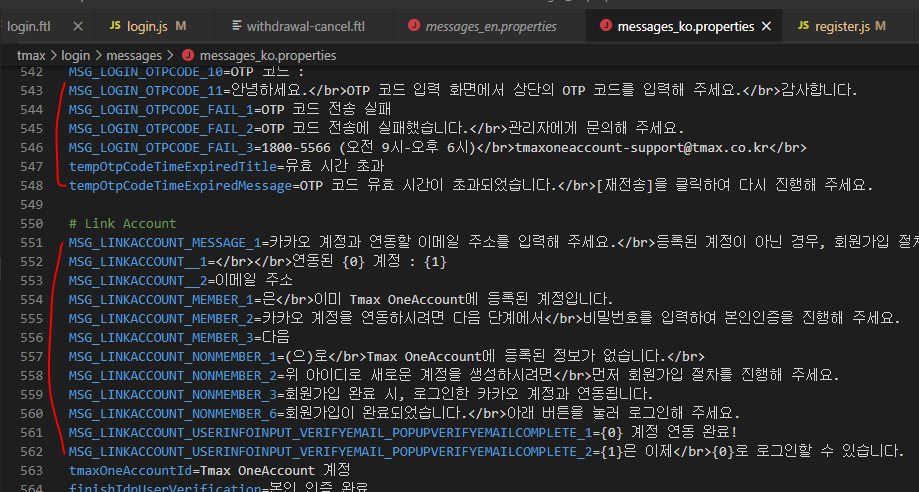 login.ftl
JS login.js M
withdrawal-cancel.ftl
messages_en.properties
messages_ko.properties
JS register.js M
tmax > login > messages > messages_ko.properties
542 MSG_LOGIN_OTPCODE_10=OTP 코드 :
543 MSG_LOGIN_OTPCODE_11=안녕하세요.</br>OTP 코드 입력 화면에서 상단의 OTP 코드를 입력해 주세요.</br>감사합니다.
544 MSG_LOGIN_OTPCODE_FAIL_1=OTP 코드 전송 실패
545 MSG_LOGIN_OTPCODE_FAIL_2=OTP 코드 전송에 실패했습니다.</br>관리자에게 문의해 주세요.
546 MSG_LOGIN_OTPCODE_FAIL_3=1800-5566 (오전 9시-오후 6시)</br>tmaxoneaccount-support@tmax.co.kr</br>
547 tempOtpCodeTimeExpiredTitle=유효 시간 초과
548 tempOtpCodeTimeExpiredMessage=OTP 코드 유효 시간이 초과되었습니다.</br>[재전송]을 클릭하여 다시 진행해 주세요.
549
550 # Link Account
551 MSG_LINKACCOUNT_MESSAGE_1=카카오 계정과 연동할 이메일 주소를 입력해 주세요.</br>등록된 계정이 아닌 경우, 회원가입 절차
552 MSG_LINKACCOUNT__1=</br></br>연동된 {0} 계정 : {1}
553 MSG_LINKACCOUNT__2=이메일 주소
554 MSG_LINKACCOUNT_MEMBER_1=은</br>이미 Tmax OneAccount에 등록된 계정입니다.
555 MSG_LINKACCOUNT_MEMBER_2=카카오 계정을 연동하시려면 다음 단계에서</br>비밀번호를 입력하여 본인인증을 진행해 주세요.
556 MSG_LINKACCOUNT_MEMBER_3=다음
557 MSG_LINKACCOUNT_NONMEMBER_1=(으)로</br>Tmax OneAccount에 등록된 정보가 없습니다.</br>
558 MSG_LINKACCOUNT_NONMEMBER_2=위 아이디로 새로운 계정을 생성하시려면</br>먼저 회원가입 절차를 진행해 주세요.
559 MSG_LINKACCOUNT_NONMEMBER_3=회원가입 완료 시, 로그인한 카카오 계정과 연동됩니다.
560 MSG_LINKACCOUNT_NONMEMBER_6=회원가입이 완료되었습니다.</br>아래 버튼을 눌러 로그인해 주세요.
561 MSG_LINKACCOUNT_USERINFOINPUT_VERIFYEMAIL_POPUPVERIFYEMAILCOMPLETE_1={0} 계정 연동 완료!
562 MSG_LINKACCOUNT_USERINFOINPUT_VERIFYEMAIL_POPUPVERIFYEMAILCOMPLETE_2={1}은 이제</br>{0}로 로그인할 수 있습니다.
563 tmaxOneAccountId=Tmax OneAccount 계정
564 finishIdpUserVerification=본인 인증 완료